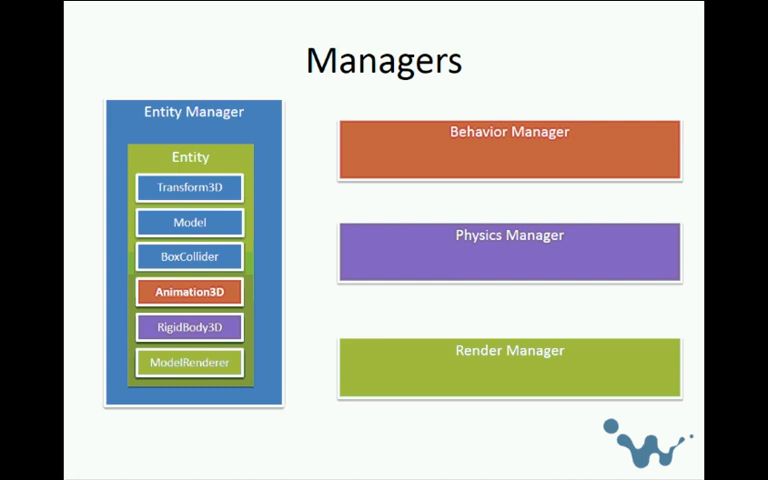 Managers
Entity Manager
Entity
Transform3D
Model
BoxCollider
Animation3D
RigidBody3D
ModelRenderer
Behavior Manager
Physics Manager
Render Manager